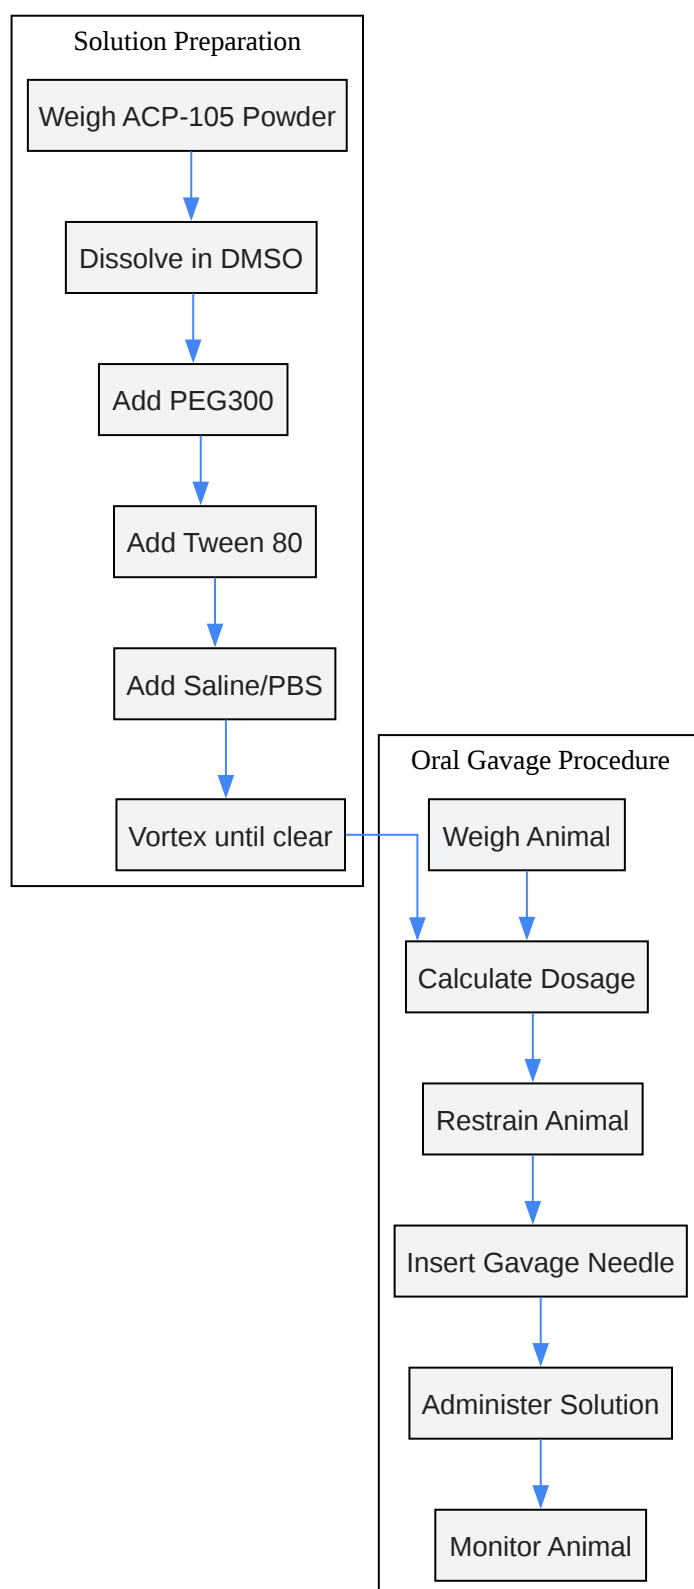 Solution Preparation
Weigh ACP-105 Powder
Dissolve in DMSO
Add PEG300
Add Tween 80
Add Saline/PBS
Vortex until clear
Oral Gavage Procedure
Weigh Animal
Calculate Dosage
Restrain Animal
Insert Gavage Needle
Administer Solution
Monitor Animal